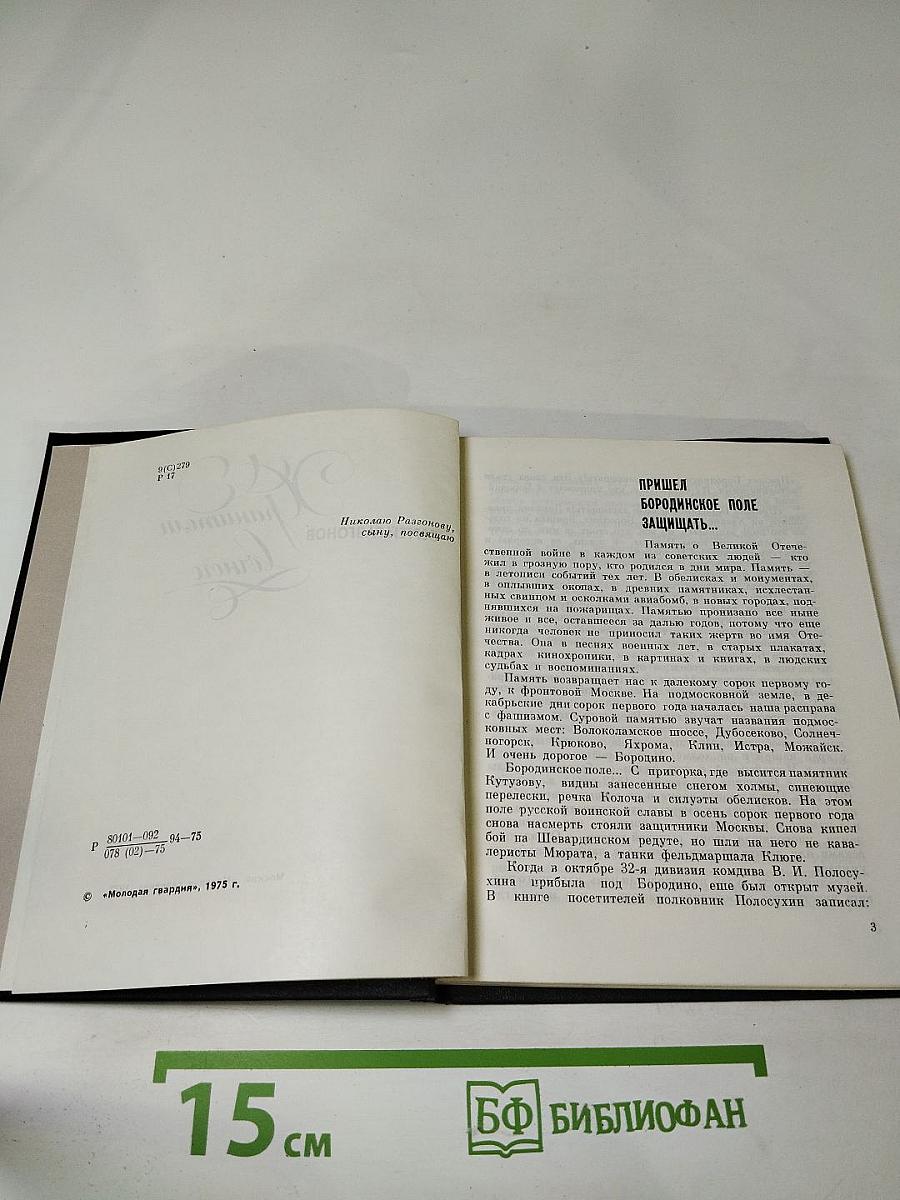 9(С)279
Р 17
Николаю Разгонову,
сыну, посвящаю
Р 80101—092 94—75
078 (02)—75
© «Молодая гвардия», 1975 г.
ПРИШЕЛ
БОРОДИНСКОЕ ПОЛЕ
ЗАЩИЩАТЬ...
Память о Великой Отече-
ственной войне в каждом из советских людей — кто
жил в грозную пору, кто родился в дни мира. Память —
в летописи событий тех лет. В обелисках и монументах,
в оплывших окопах, в древних памятниках, исхлестан-
ных свинцом и осколками авиабомб, в новых городах, под-
нявшихся на пожарищах. Памятью пронизано все ныне
живое и все, оставшееся за далью годов, потому что еще
никогда человек не приносил таких жертв во имя Оте-
чества. Она в песнях военных лет, в старых плакатах,
кадрах кинохроники, в картинах и книгах, в людских
судьбах и воспоминаниях.
Память возвращает нас к далекому сорок первому го-
ду, к фронтовой Москве. На подмосковной земле, в де-
кабрьские дни сорок первого года началась наша расправа
с фашизмом. Суровой памятью звучат названия подмос-
ковных мест: Волоколамское шоссе, Дубосеково, Солнеч-
ногорск, Крюково, Яхрома, Клин, Истра, Можайск.
И очень дорогое — Бородино.
Бородинское поле... С пригорка, где высится памятник
Кутузову, видны занесенные снегом холмы, синеющие
перелески, речка Колоча и силуэты обелисков. На этом
поле русской воинской славы в осень сорок первого года
снова насмерть стояли защитники Москвы. Снова кипел
бой на Шевардинском редуте, но шли на него не кава-
леристы Мюрата, а танки фельдмаршала Клюге.
Когда в октябре 32-я дивизия комдива В. И. Полосу-
хина прибыла под Бородино, еще был открыт музей.
В книге посетителей полковник Полосухин записал:
3
15 см
БФ БИБЛИОФАН